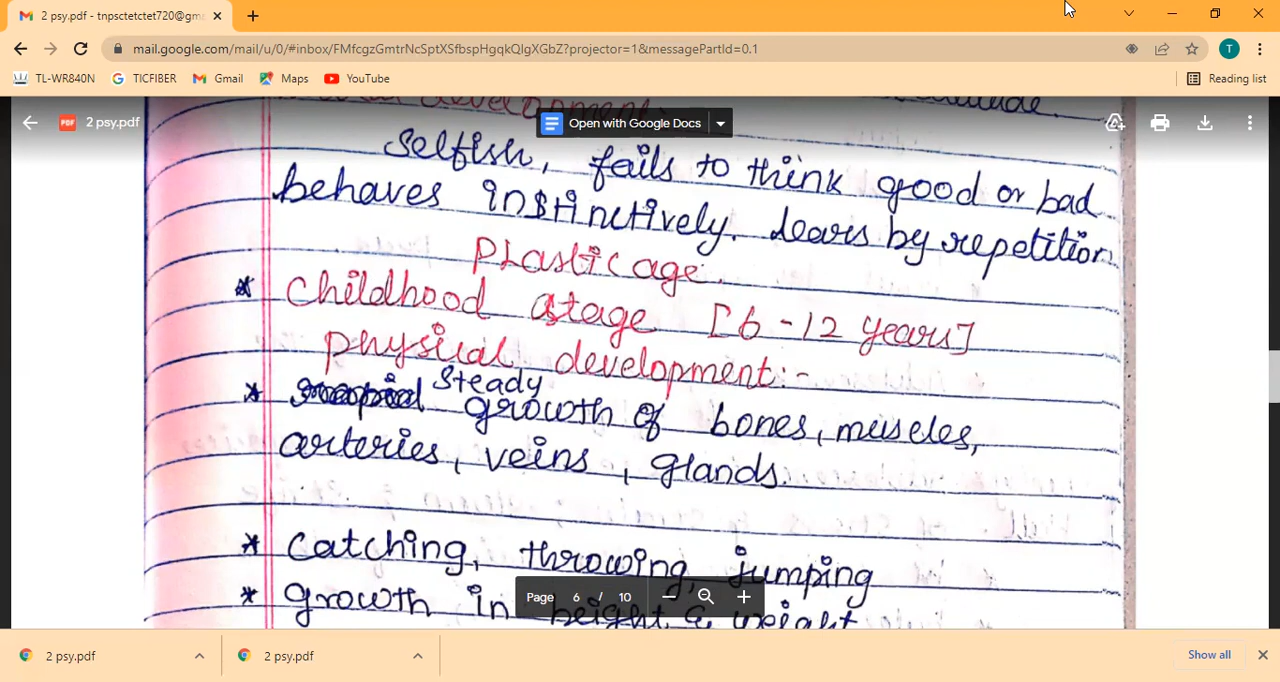 2 psy.pdf - tnpsctetctet720@gm
mail.google.com/mail/u/0/#inbox/FMfcgzGmtrNcSptXSfbspHgqkQlgXGbZ?projector=1&messagePartId=0.1
T
TL-WR840N TICFIBER Gmail Maps YouTube Reading list
development:
2 psy.pdf Open with Google Docs
Selfish, fails to think good or bad
behaves instinctively. learns by repetition
Plastic age.
* Childhood stage [6-12 years]
Physical development:-
steady
* growth of bones, muscles,
arteries, veins, glands.
* Catching, throwing, jumping
* growth in height & weight
Page 6 / 10
2 psy.pdf 2 psy.pdf Show all